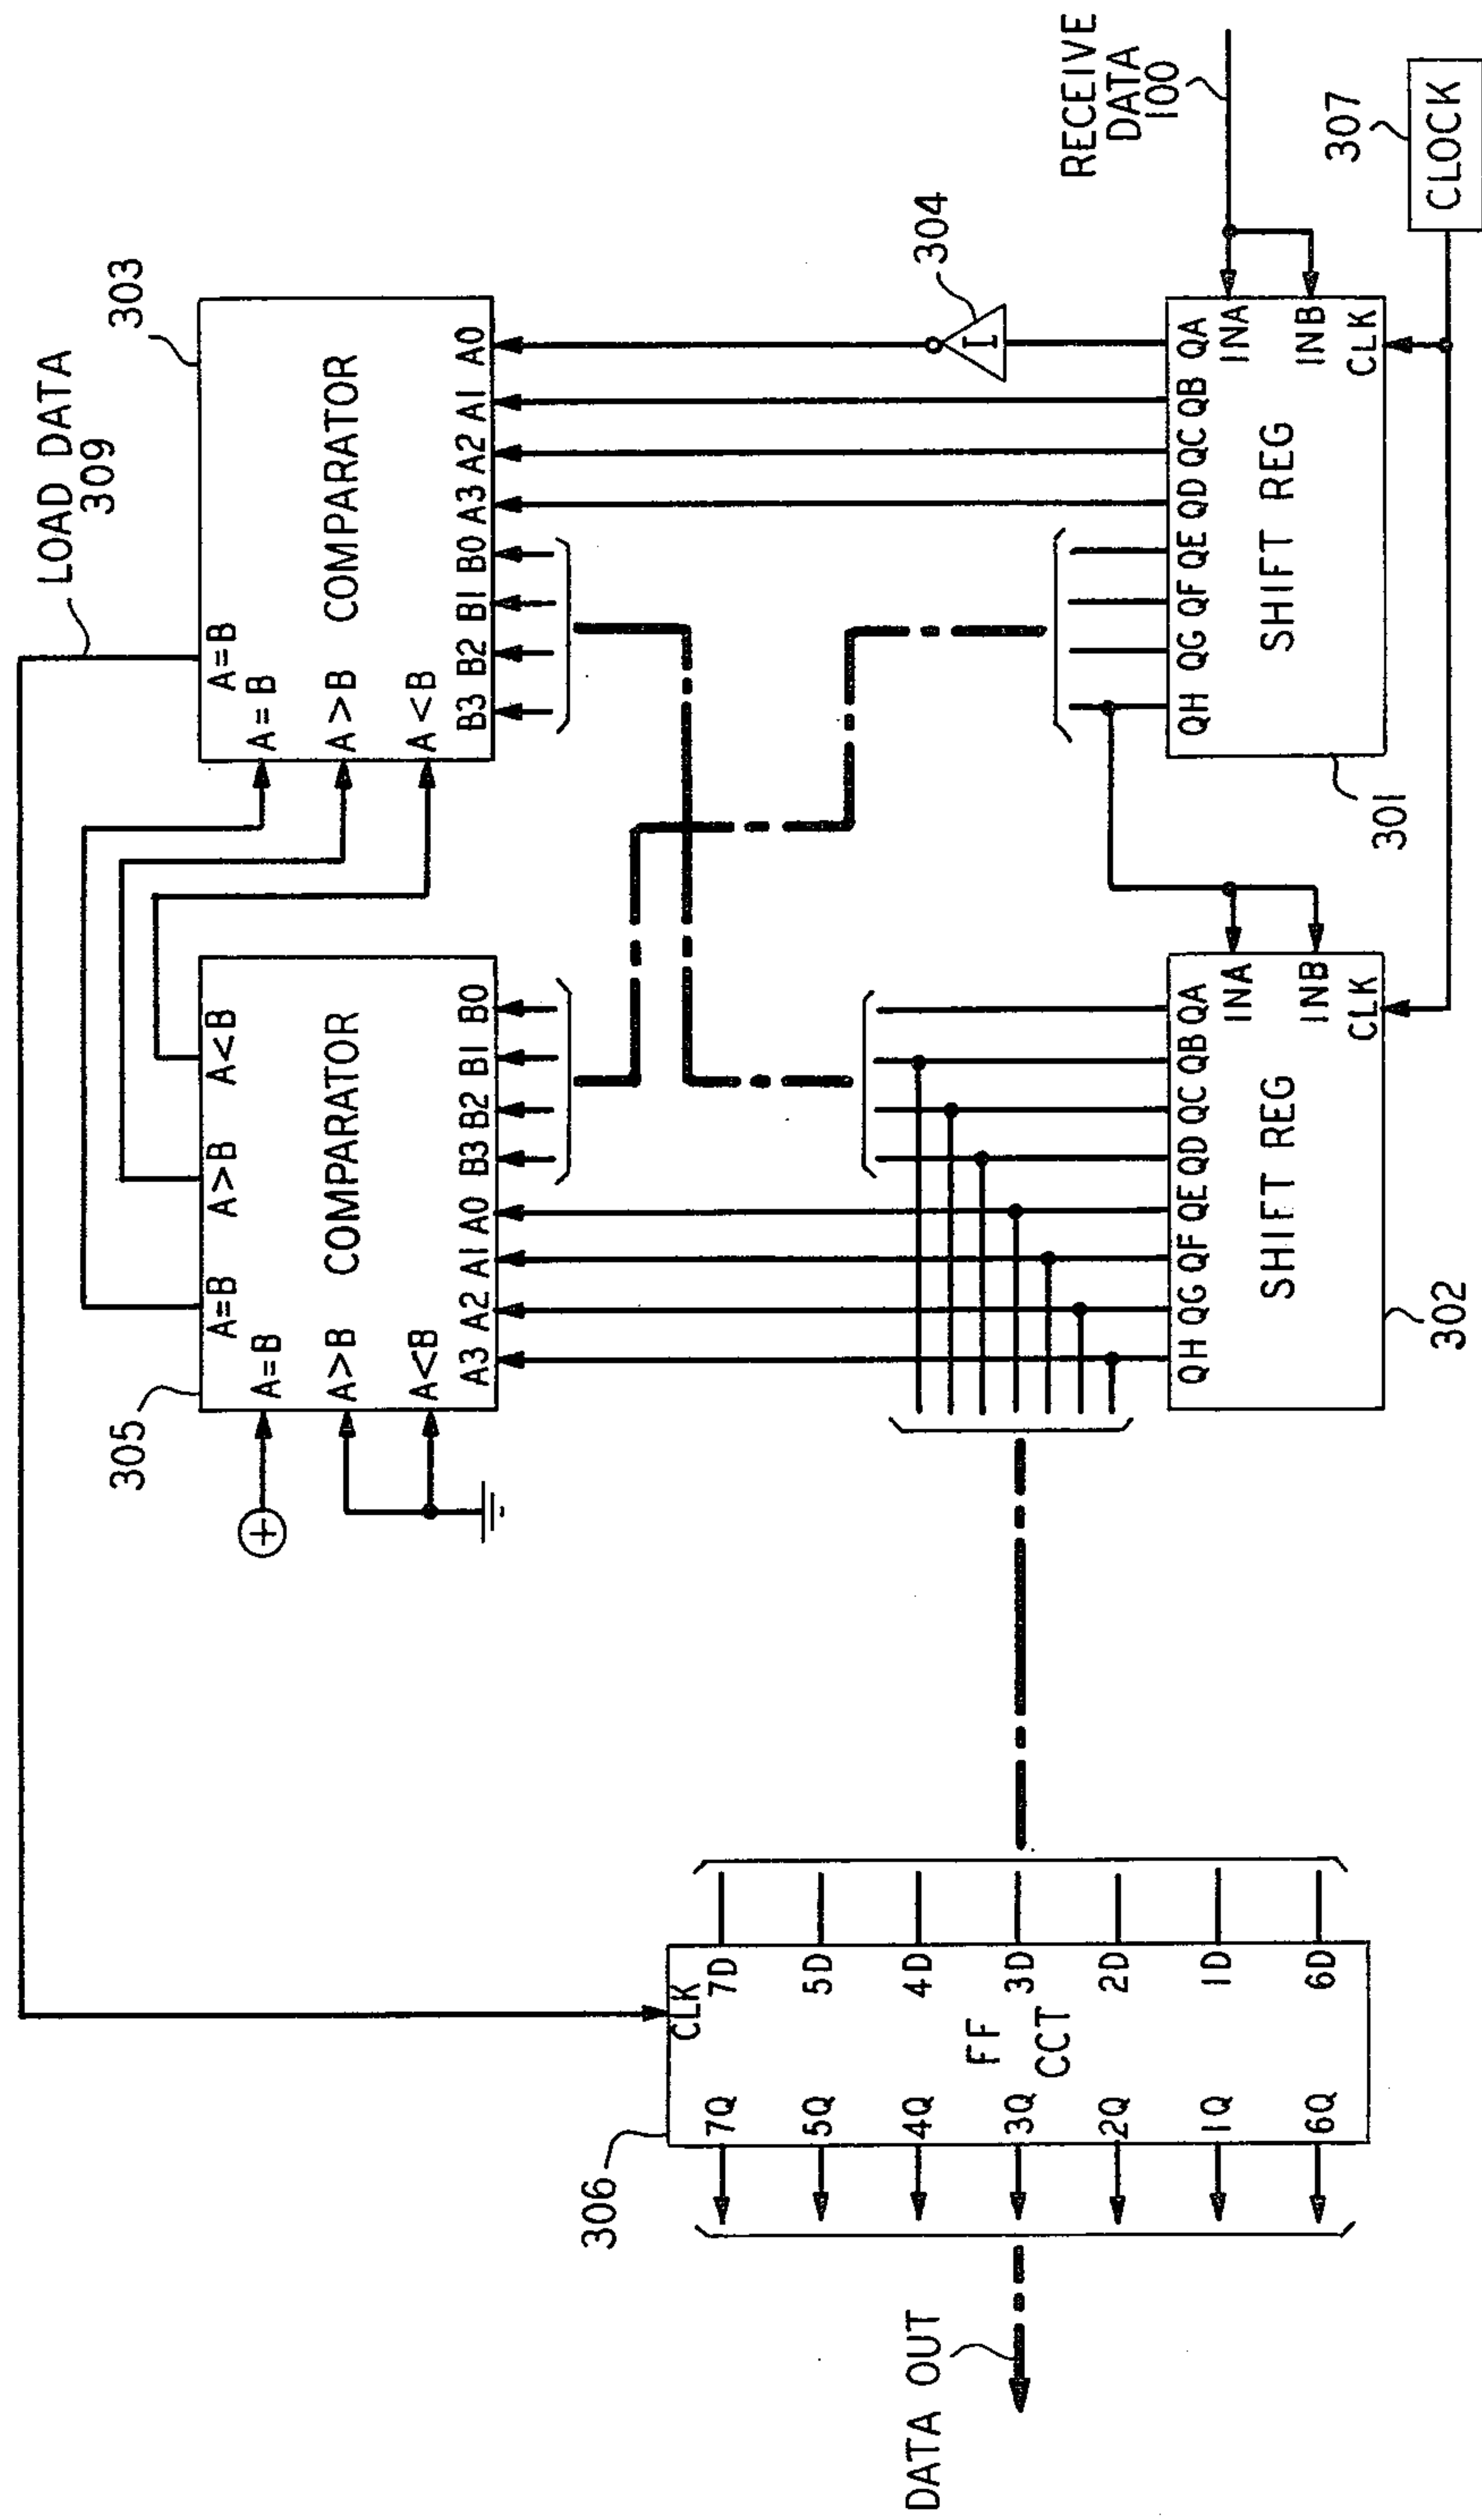 LOAD DATA
309
303
A=B
A=B
A>B
A<B
COMPARATOR
B3 B2 B1 B0 A3 A2 A1 A0
305
A=B A>B A<B
A=B
A>B
A<B
COMPARATOR
A3 A2 A1 A0 B3 B2 B1 B0
+
304
I
RECEIVE
DATA
100
QH QG QF QE QD QC QB QA
INA
INB
CLK
SHIFT REG
301
307
CLOCK
QH QG QF QE QD QC QB QA
INA
INB
CLK
SHIFT REG
302
306
CLK
7Q 7D
5Q 5D
4Q 4D
3Q 3D
2Q 2D
1Q 1D
6Q 6D
FF
CCT
DATA OUT